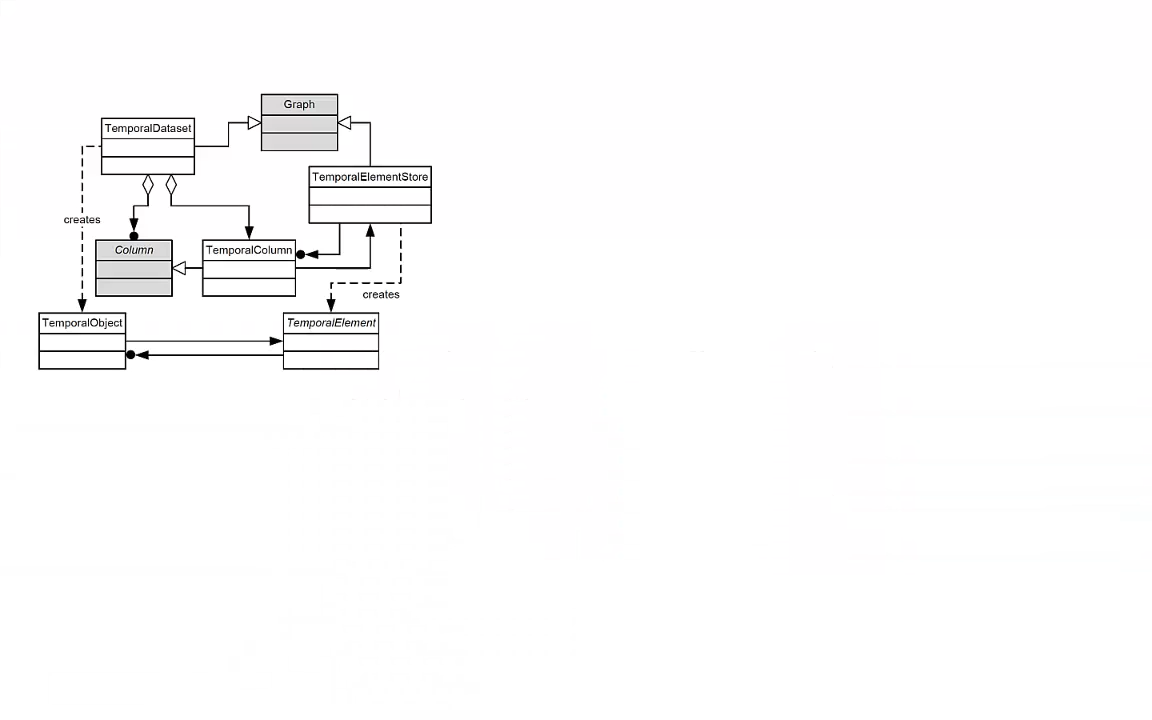 Graph
TemporalDataset
TemporalElementStore
creates
Column
TemporalColumn
creates
TemporalObject
TemporalElement